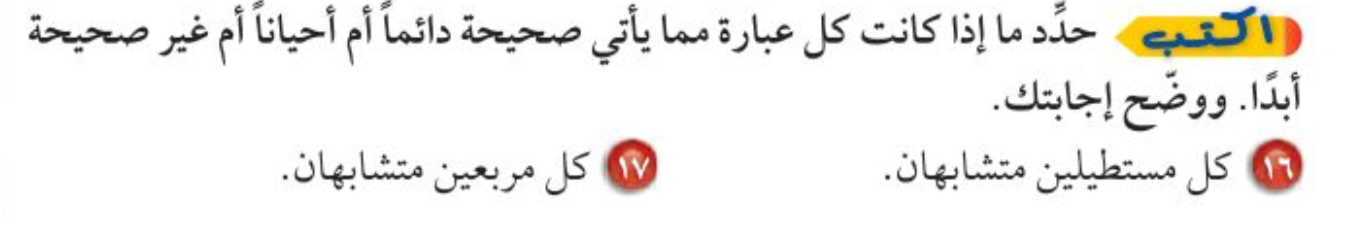 اكتب حدِّد ما إذا كانت كل عبارة مما يأتي صحيحة دائماً أم أحياناً أم غير صحيحة
أبدًا. ووضّح إجابتك.
١٦ كل مستطيلين متشابهان. ١٧ كل مربعين متشابهان.